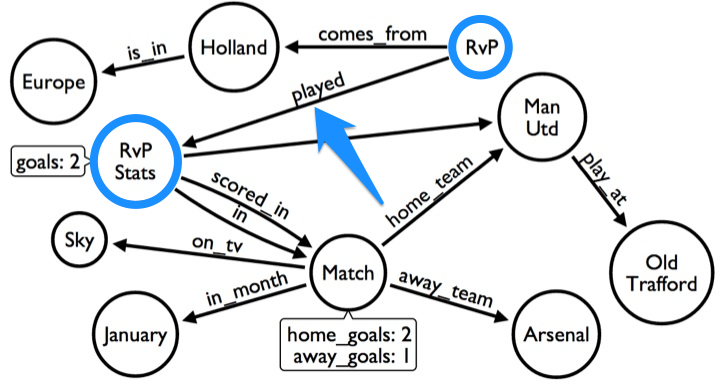 comes_from
RvP
Holland
is_in
Europe
played
Man
Utd
RvP
Stats
goals: 2
scored_in
in
home_team
play_at
Sky
on_tv
Match
Old
Trafford
in_month
away_team
January
home_goals: 2
away_goals: 1
Arsenal